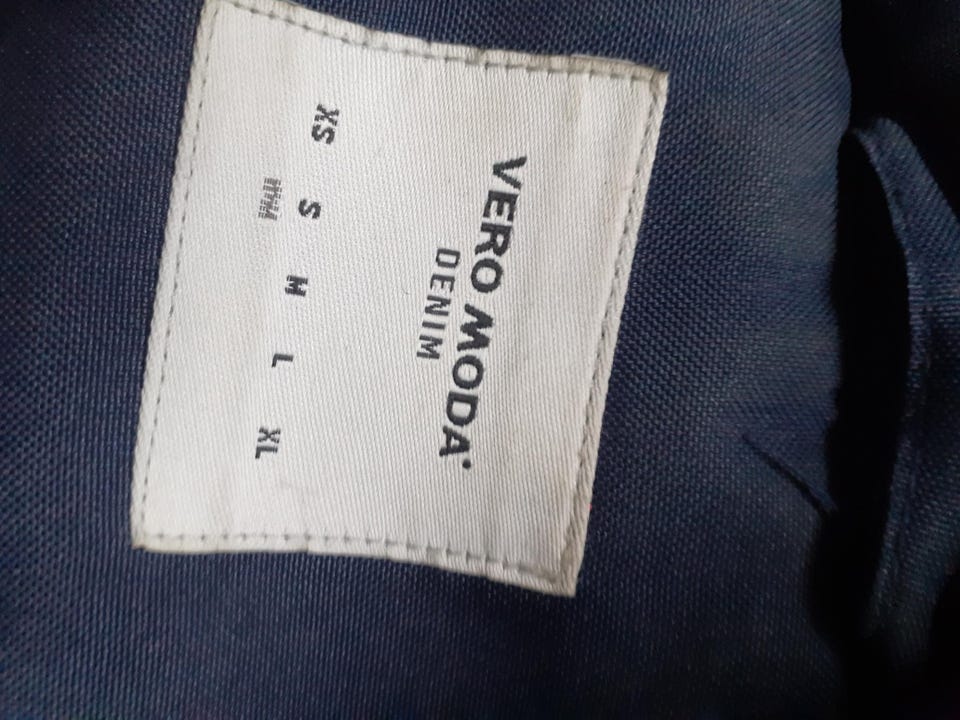 VERO MODA
DENIM
XS S M L XL